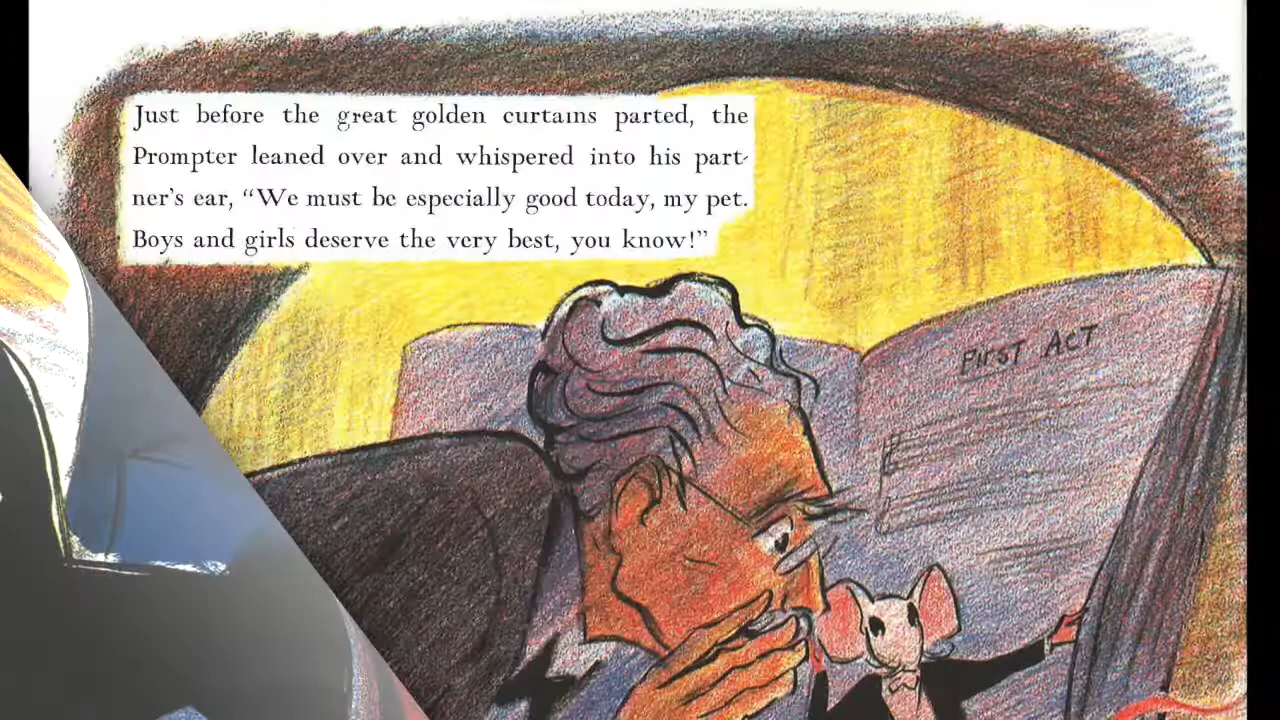 Just before the great golden curtains parted, the
Prompter leaned over and whispered into his part-
ner's ear, “We must be especially good today, my pet.
Boys and girls deserve the very best, you know!”
FIRST ACT